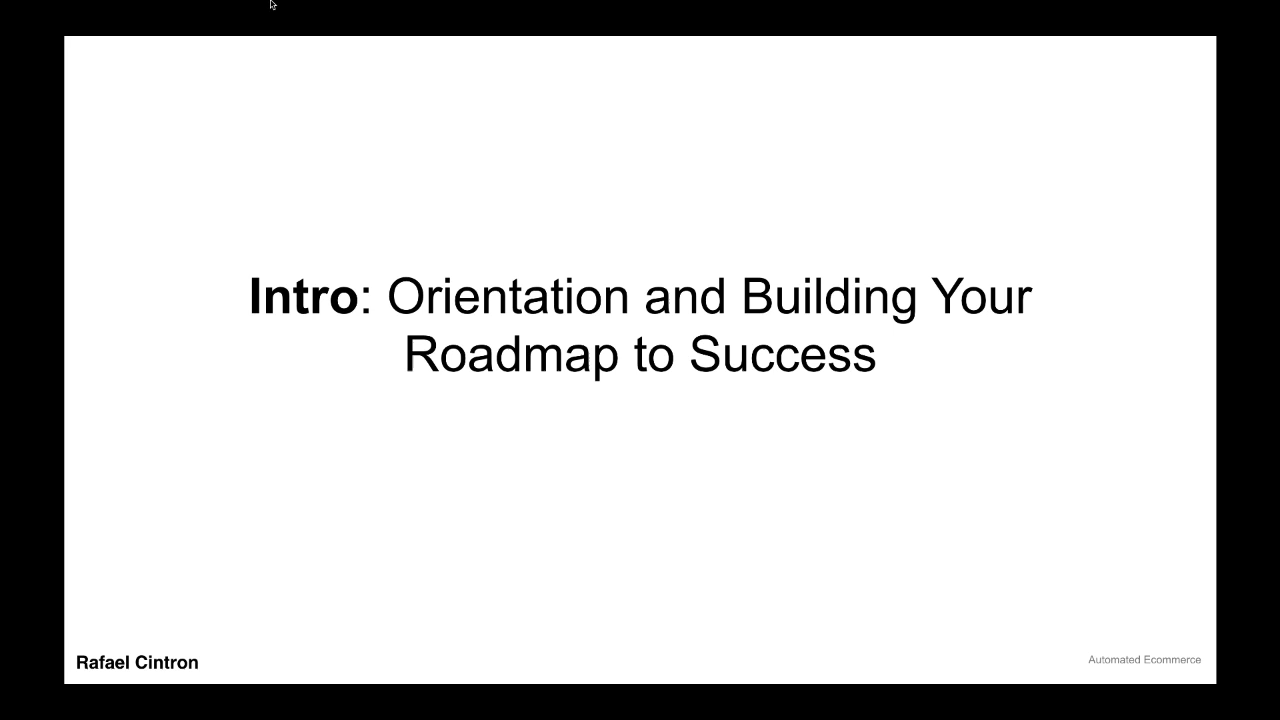 Intro: Orientation and Building Your
Roadmap to Success
Rafael Cintron
Automated Ecommerce